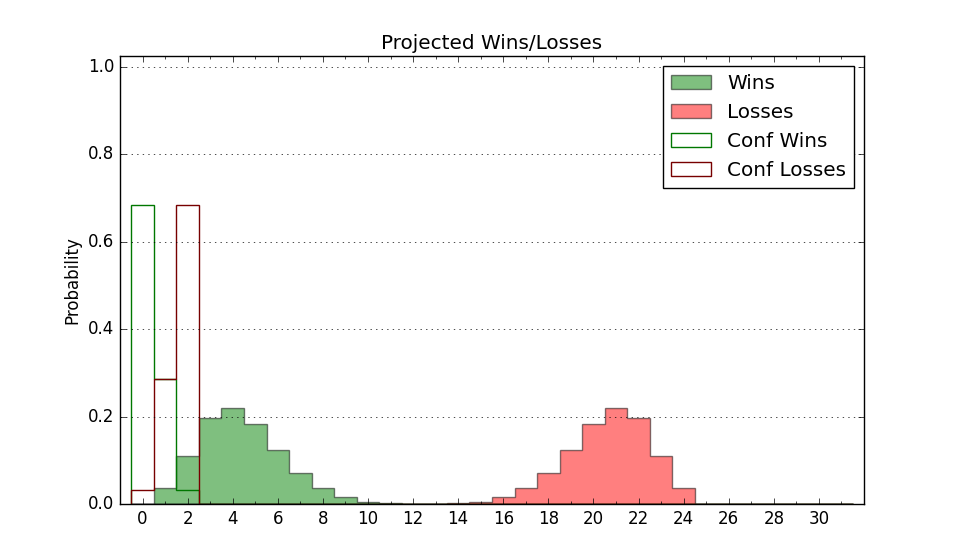 Projected Wins/Losses
Wins
Losses
Conf Wins
Conf Losses
Probability
1.0
0.8
0.6
0.4
0.2
0.0
0 2 4 6 8 10 12 14 16 18 20 22 24 26 28 30